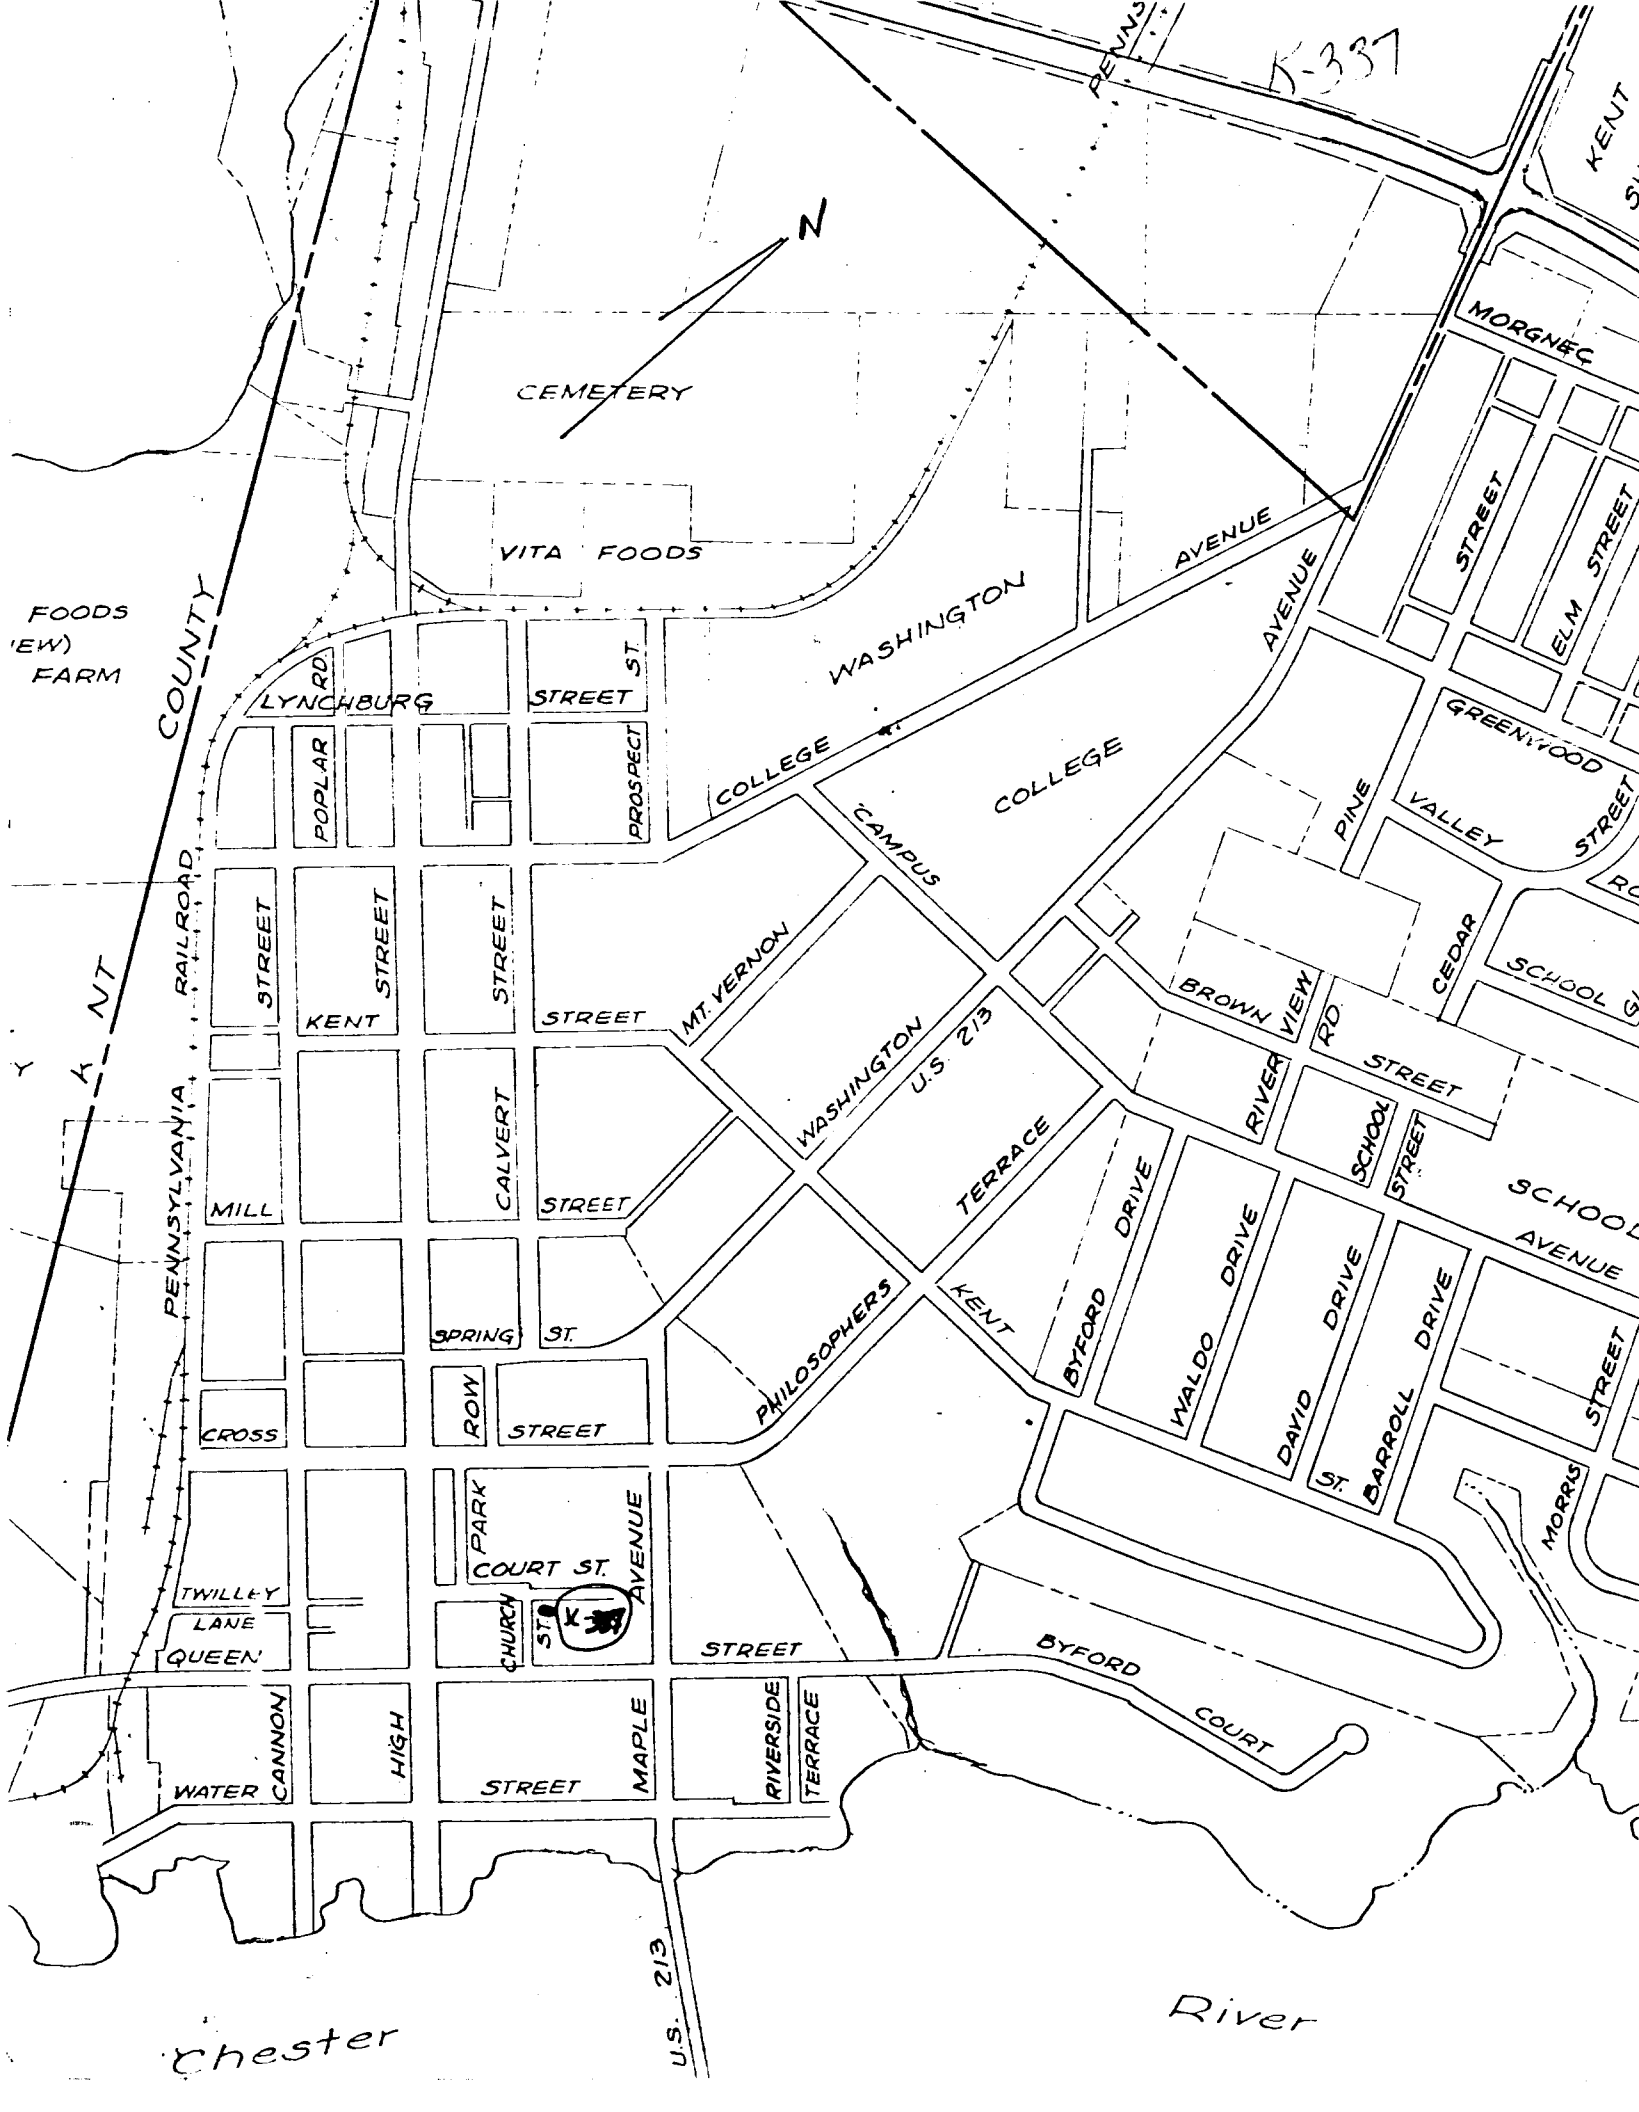 PENNS
K-337
KENT
N
MORGNEC
CEMETERY
STREET
STREET
ELM
AVENUE
VITA FOODS
AVENUE
WASHINGTON
COUNTY
FOODS
FARM
RD.
ST.
LYNCHBURG
STREET
GREENWOOD
STREET
POPLAR
PROSPECT
COLLEGE
COLLEGE
CAMPUS
PINE
VALLEY
RAILROAD
STREET
STREET
STREET
CEDAR
SCHOOL
MT. VERNON
BROWN
VIEW
RD.
K NT
KENT
STREET
WASHINGTON
U.S. 213
STREET
RIVER
SCHOOL
STREET
PENNSYLVANIA
CALVERT
TERRACE
DRIVE
SCHOOL
MILL
STREET
DRIVE
AVENUE
DRIVE
DRIVE
SPRING ST.
PHILOSOPHERS
KENT
BYFORD
WALDO
STREET
CROSS
ROW
STREET
DAVID
ST.
BARROLL
MORRIS
PARK
AVENUE
COURT ST.
TWILLEY
LANE
CHURCH
ST.
K-
QUEEN
STREET
BYFORD
COURT
CANNON
HIGH
MAPLE
RIVERSIDE
TERRACE
WATER
STREET
U.S. 213
Chester
River